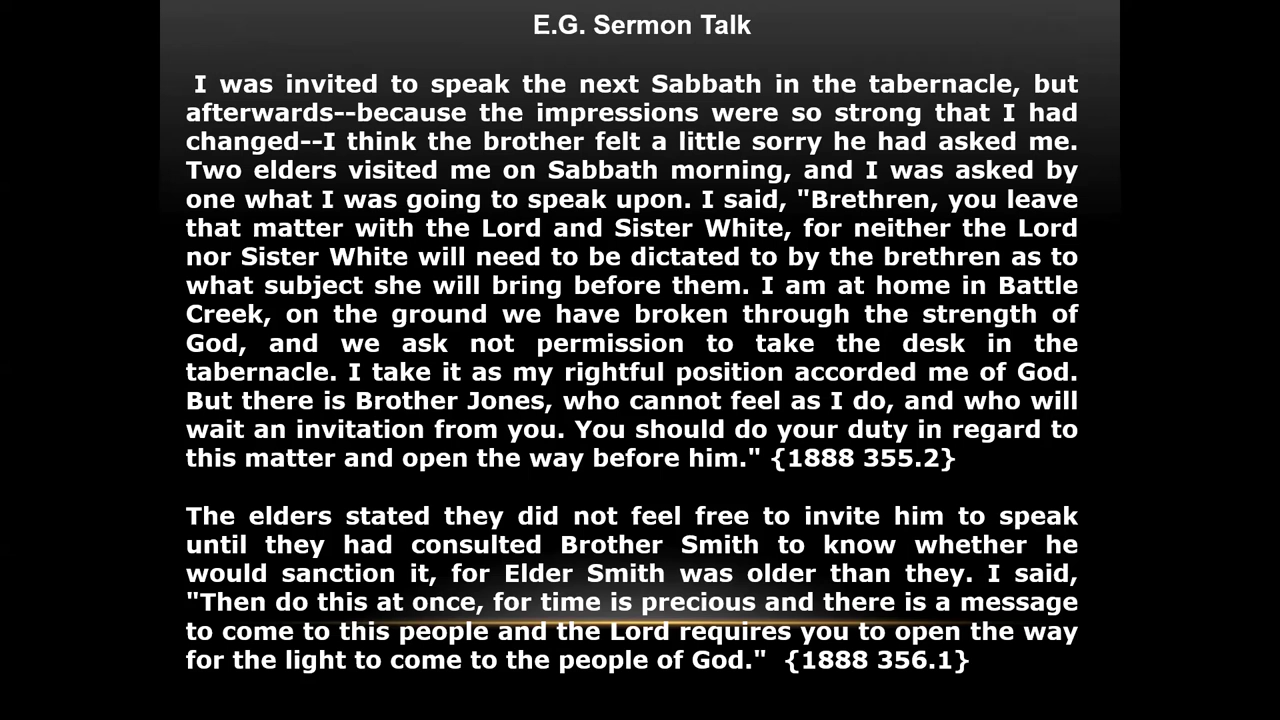 E.G. Sermon Talk
I was invited to speak the next Sabbath in the tabernacle, but
afterwards--because the impressions were so strong that I had
changed--I think the brother felt a little sorry he had asked me.
Two elders visited me on Sabbath morning, and I was asked by
one what I was going to speak upon. I said, "Brethren, you leave
that matter with the Lord and Sister White, for neither the Lord
nor Sister White will need to be dictated to by the brethren as to
what subject she will bring before them. I am at home in Battle
Creek, on the ground we have broken through the strength of
God, and we ask not permission to take the desk in the
tabernacle. I take it as my rightful position accorded me of God.
But there is Brother Jones, who cannot feel as I do, and who will
wait an invitation from you. You should do your duty in regard to
this matter and open the way before him." {1888 355.2}
The elders stated they did not feel free to invite him to speak
until they had consulted Brother Smith to know whether he
would sanction it, for Elder Smith was older than they. I said,
"Then do this at once, for time is precious and there is a message
to come to this people and the Lord requires you to open the way
for the light to come to the people of God." {1888 356.1}